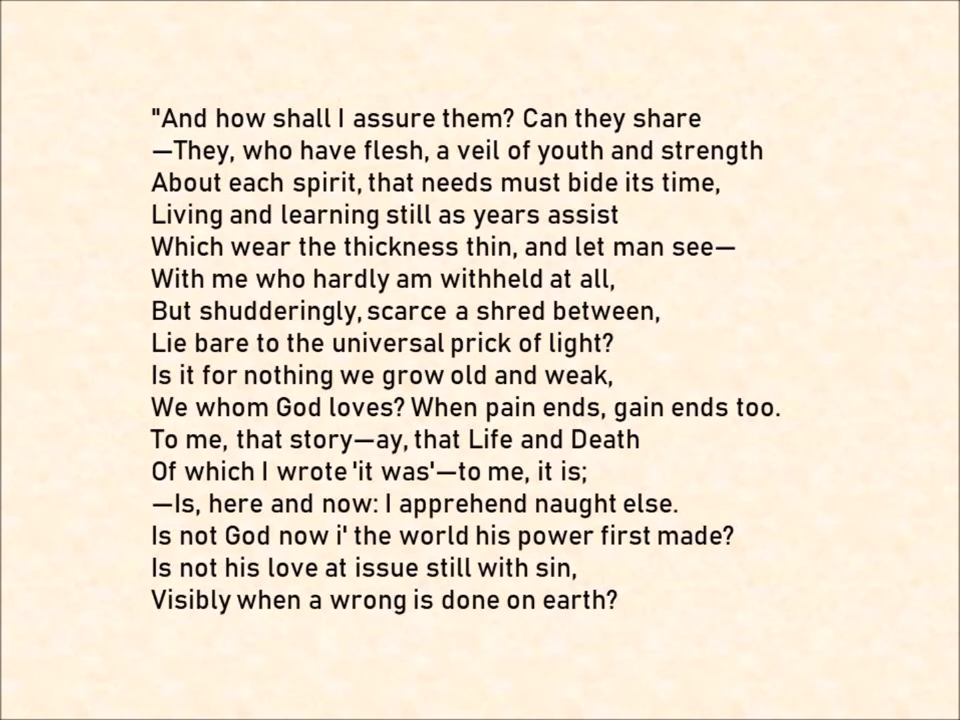 "And how shall I assure them? Can they share
—They, who have flesh, a veil of youth and strength
About each spirit, that needs must bide its time,
Living and learning still as years assist
Which wear the thickness thin, and let man see—
With me who hardly am withheld at all,
But shudderingly, scarce a shred between,
Lie bare to the universal prick of light?
Is it for nothing we grow old and weak,
We whom God loves? When pain ends, gain ends too.
To me, that story—ay, that Life and Death
Of which I wrote 'it was'—to me, it is;
—Is, here and now: I apprehend naught else.
Is not God now i' the world his power first made?
Is not his love at issue still with sin,
Visibly when a wrong is done on earth?